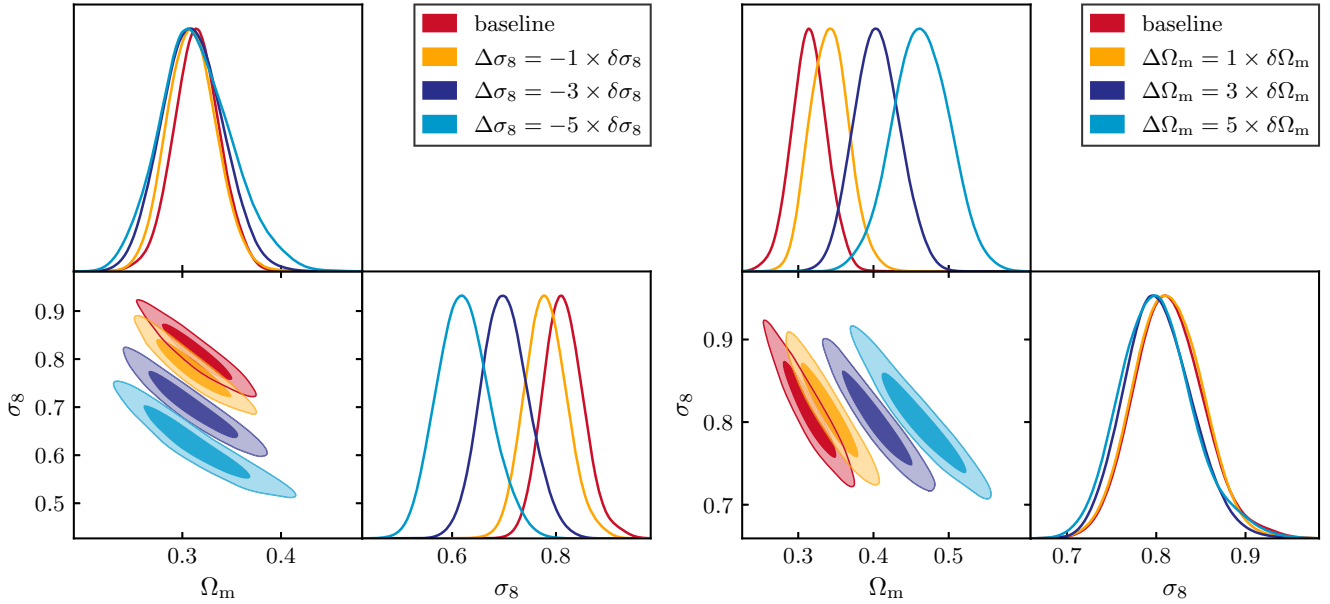 baseline
Δσ₈ = −1 × δσ₈
Δσ₈ = −3 × δσ₈
Δσ₈ = −5 × δσ₈
0.9
0.8
0.7
0.6
0.5
σ₈
0.3 0.4
Ωₘ
0.6 0.8
σ₈
baseline
ΔΩₘ = 1 × δΩₘ
ΔΩₘ = 3 × δΩₘ
ΔΩₘ = 5 × δΩₘ
0.9
0.8
0.7
σ₈
0.3 0.4 0.5
Ωₘ
0.7 0.8 0.9
σ₈